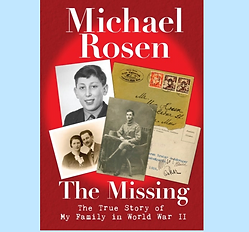 Michael
Rosen
The Missing
The True Story of
My Family in World War II